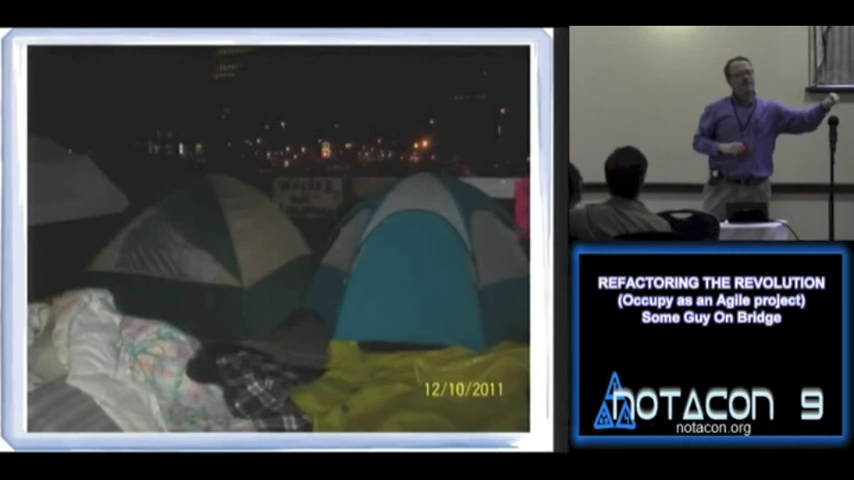 12/10/2011
REFACTORING THE REVOLUTION
(Occupy as an Agile project)
Some Guy On Bridge
NOTACON 9
notacon.org